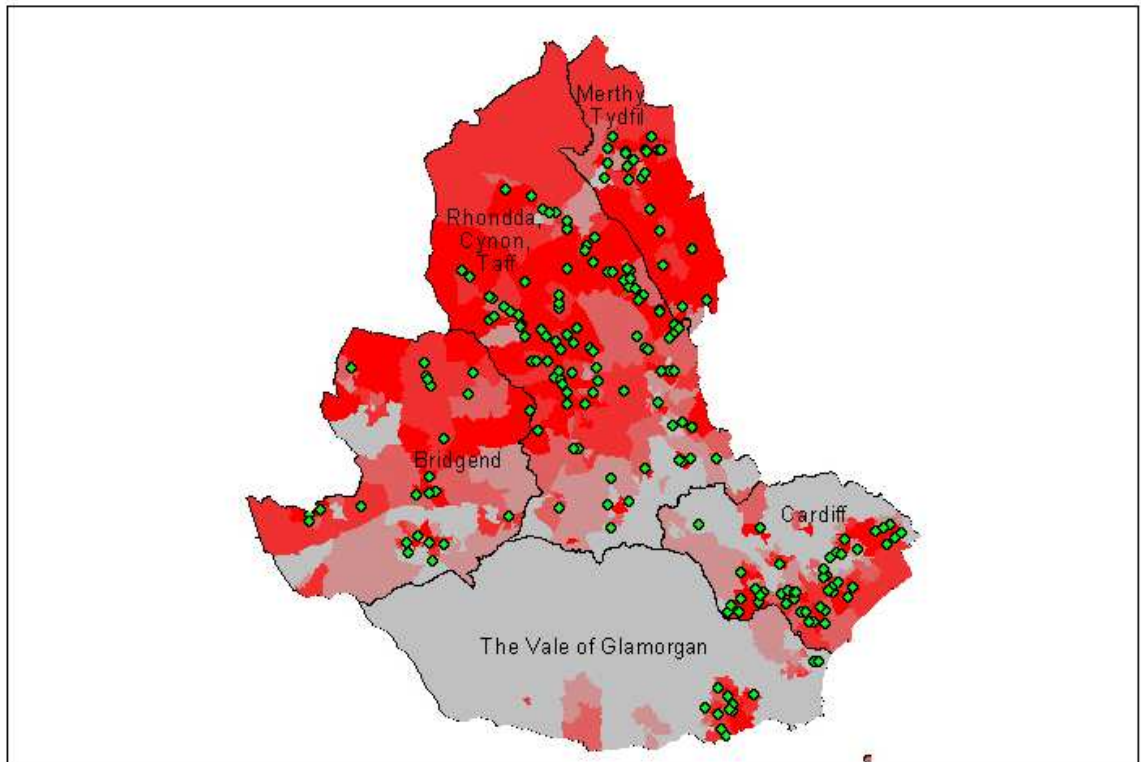 Merthy
Tydfil
Rhondda,
Cynon,
Taff
Bridgend
Cardiff
The Vale of Glamorgan